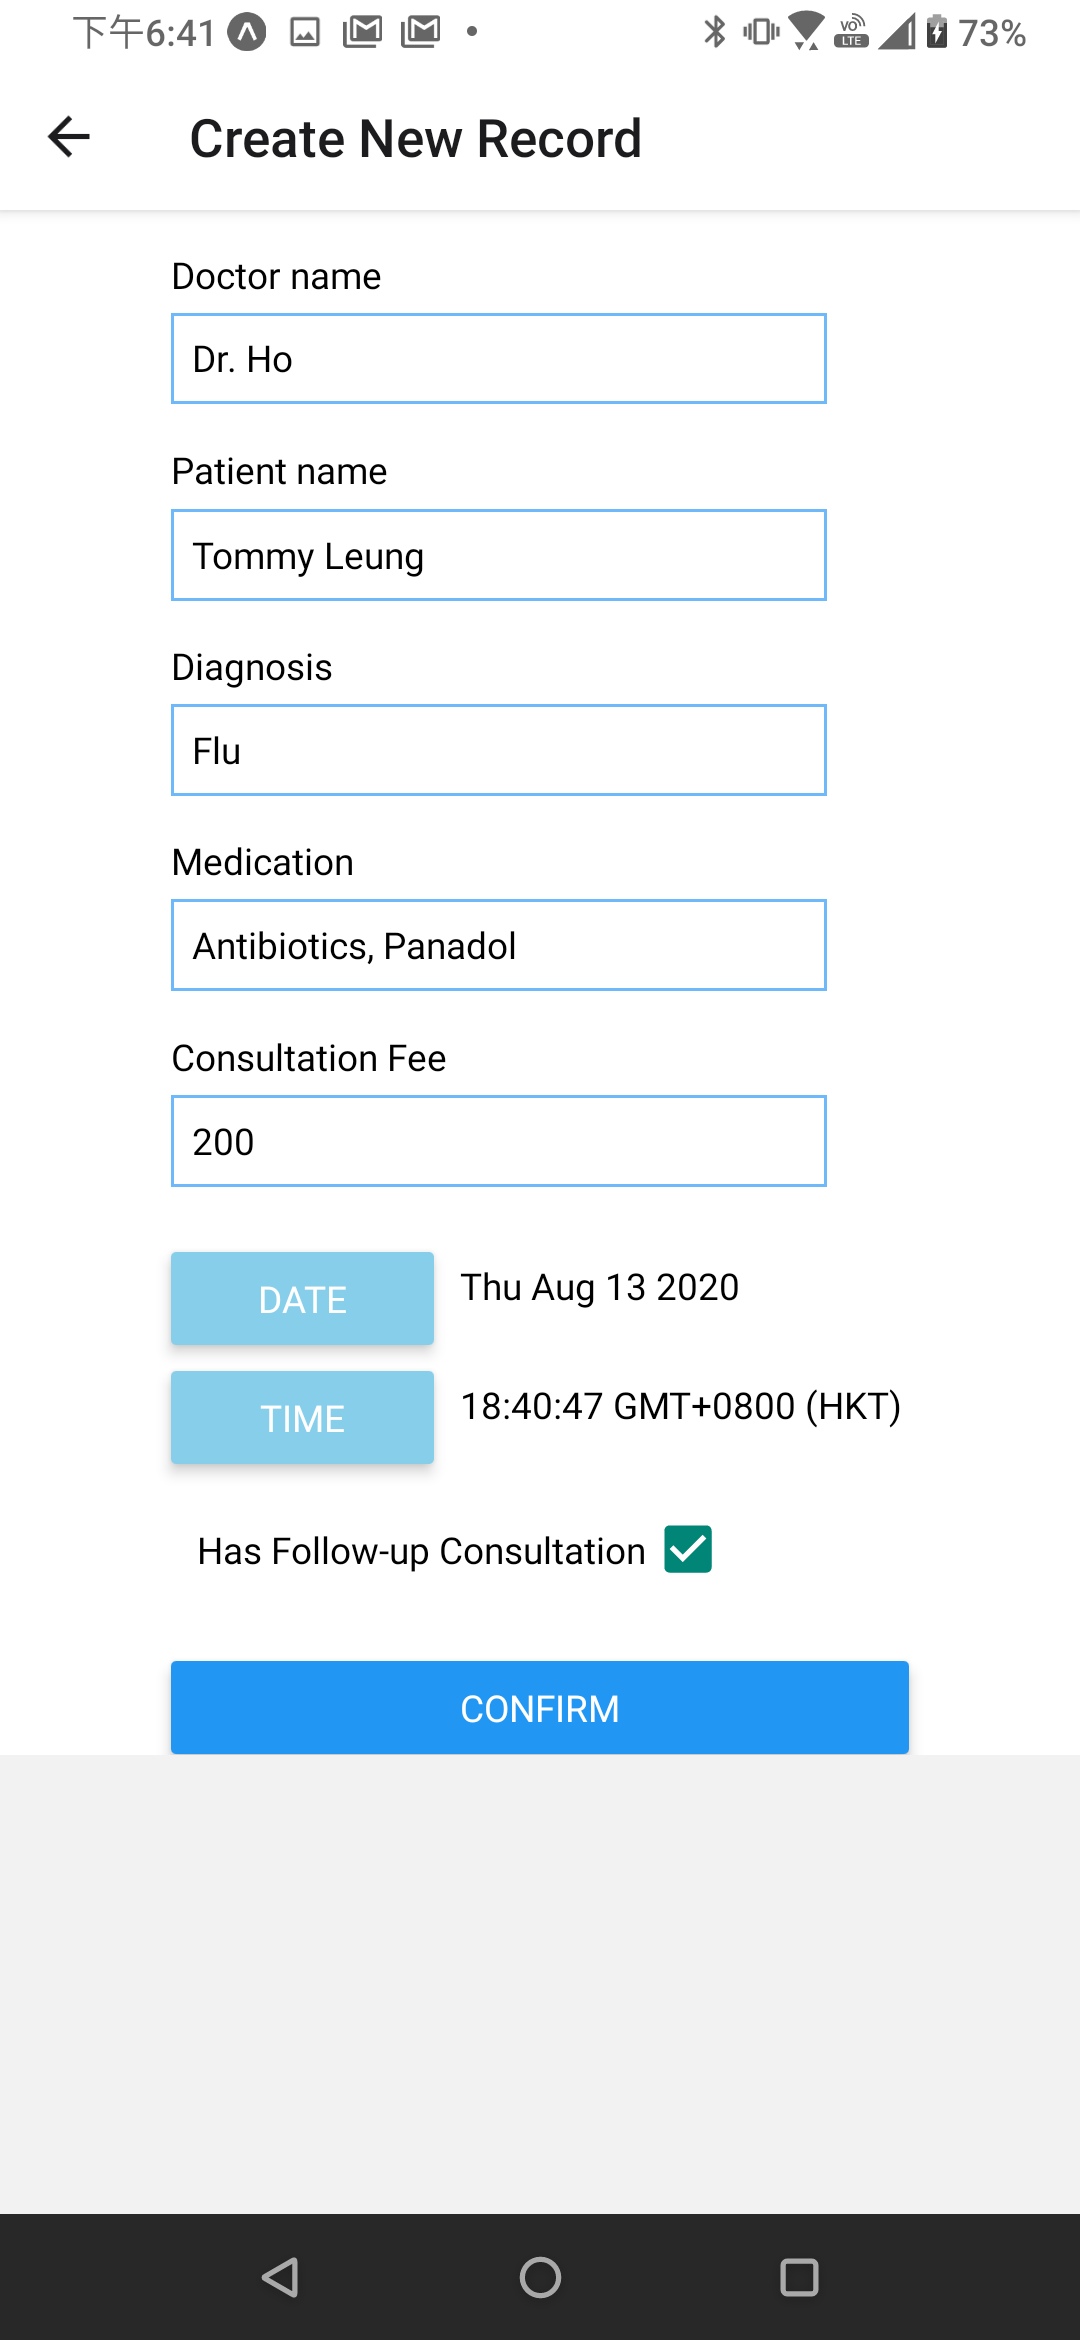 下午6:41
VO LTE
73%
Create New Record
Doctor name
Dr. Ho
Patient name
Tommy Leung
Diagnosis
Flu
Medication
Antibiotics, Panadol
Consultation Fee
200
DATE Thu Aug 13 2020
TIME 18:40:47 GMT+0800 (HKT)
Has Follow-up Consultation
CONFIRM